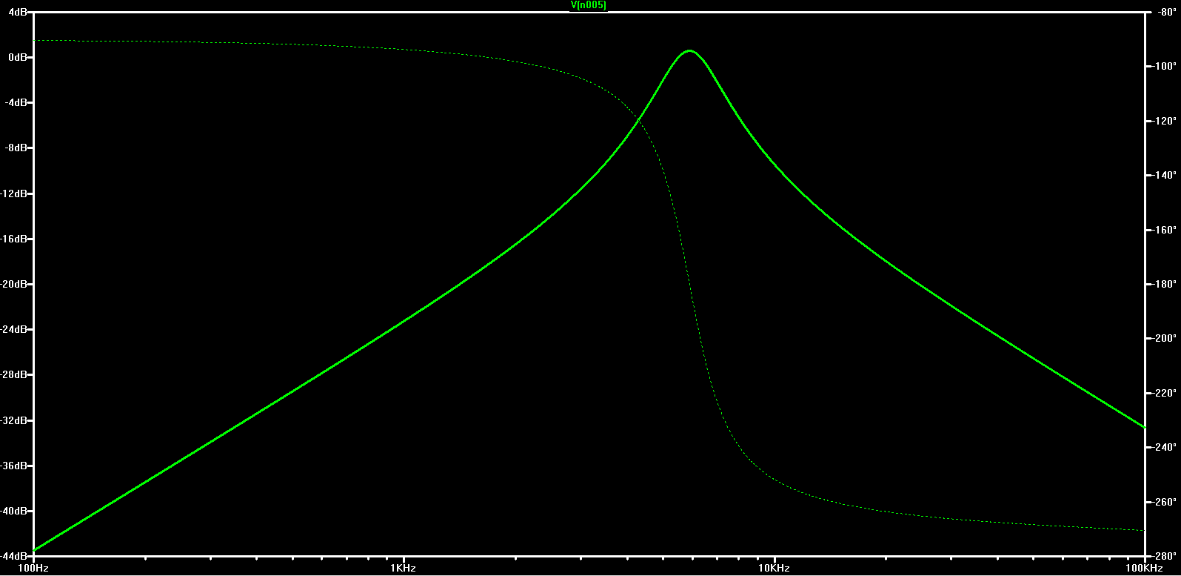 V(n005)
4dB
0dB
-4dB
-8dB
-12dB
-16dB
-20dB
-24dB
-28dB
-32dB
-36dB
-40dB
-44dB
-80°
-100°
-120°
-140°
-160°
-180°
-200°
-220°
-240°
-260°
-280°
100Hz
1KHz
10KHz
100KHz